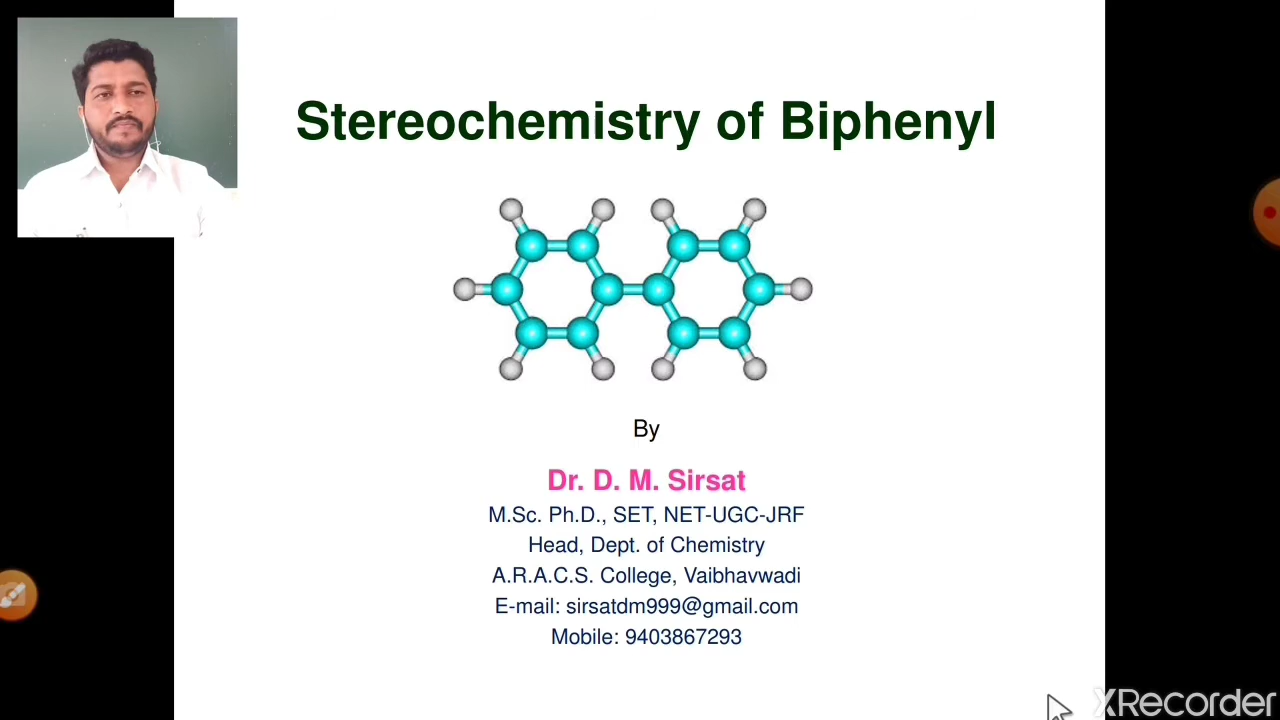 Stereochemistry of Biphenyl
By
Dr. D. M. Sirsat
M.Sc. Ph.D., SET, NET-UGC-JRF
Head, Dept. of Chemistry
A.R.A.C.S. College, Vaibhavwadi
E-mail: sirsatdm999@gmail.com
Mobile: 9403867293
XRecorder